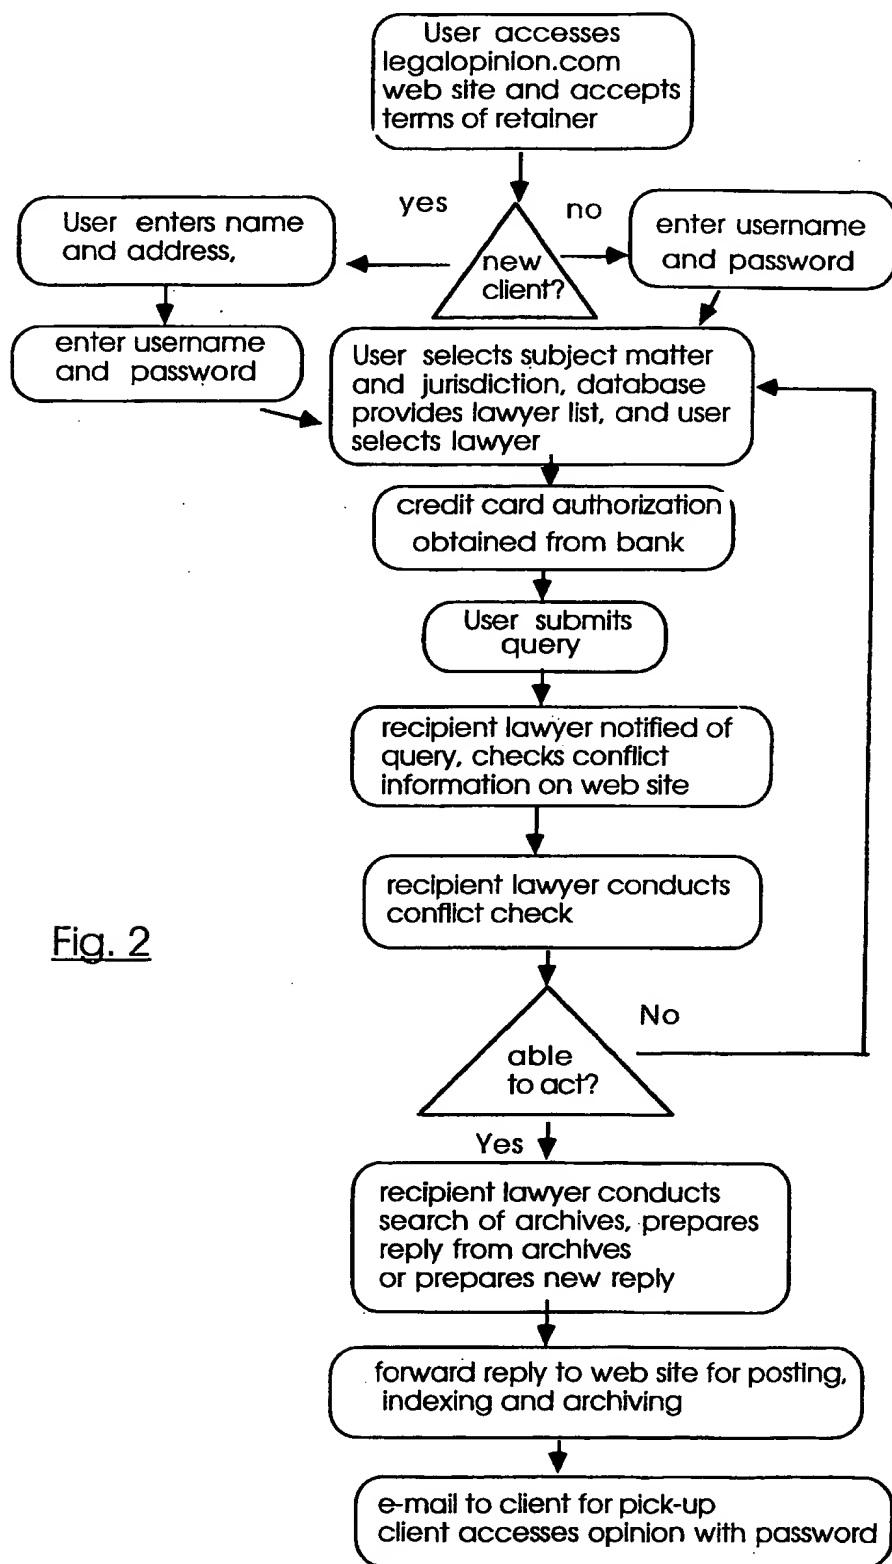 User accesses
legalopinion.com
web site and accepts
terms of retainer
yes
no
User enters name
and address,
new
client?
enter username
and password
enter username
and password
User selects subject matter
and jurisdiction, database
provides lawyer list, and user
selects lawyer
credit card authorization
obtained from bank
User submits
query
recipient lawyer notified of
query, checks conflict
information on web site
recipient lawyer conducts
conflict check
Fig. 2
No
able
to act?
Yes
recipient lawyer conducts
search of archives, prepares
reply from archives
or prepares new reply
forward reply to web site for posting,
indexing and archiving
e-mail to client for pick-up
client accesses opinion with password